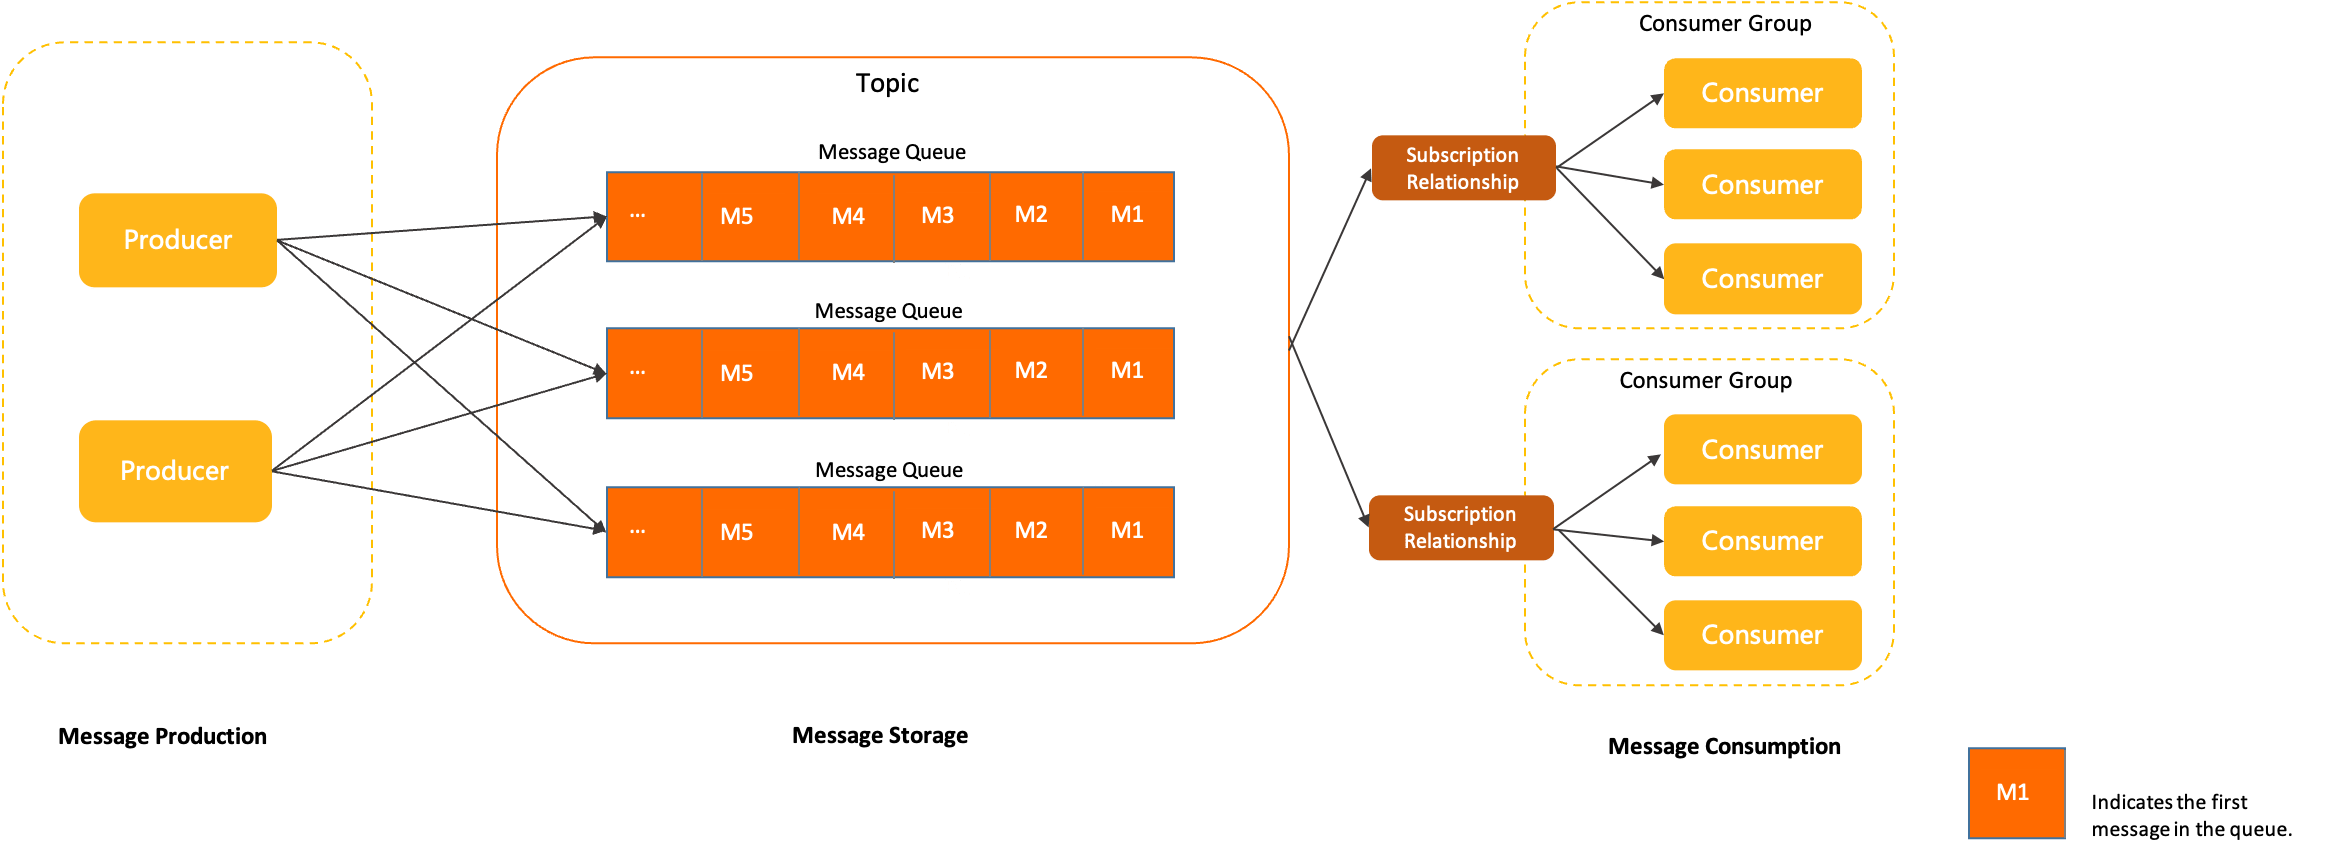 Producer
Producer
Message Production
Topic
Message Queue
... M5 M4 M3 M2 M1
Message Queue
... M5 M4 M3 M2 M1
Message Queue
... M5 M4 M3 M2 M1
Message Storage
Subscription
Relationship
Consumer Group
Consumer
Consumer
Consumer
Subscription
Relationship
Consumer Group
Consumer
Consumer
Consumer
Message Consumption
M1
Indicates the first
message in the queue.